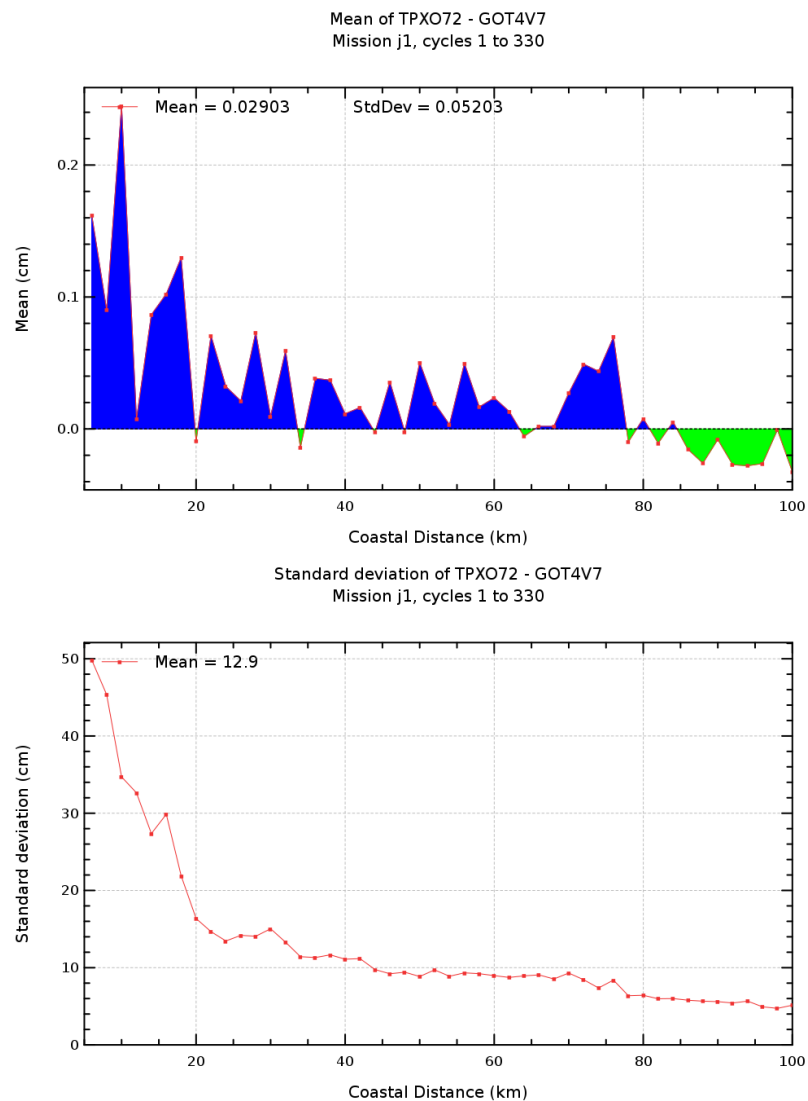 Mean of TPXO72 - GOT4V7
Mission j1, cycles 1 to 330
Mean = 0.02903 StdDev = 0.05203
0.2
0.1
0.0
Mean (cm)
20 40 60 80 100
Coastal Distance (km)
Standard deviation of TPXO72 - GOT4V7
Mission j1, cycles 1 to 330
Mean = 12.9
50
40
30
20
10
0
Standard deviation (cm)
20 40 60 80 100
Coastal Distance (km)